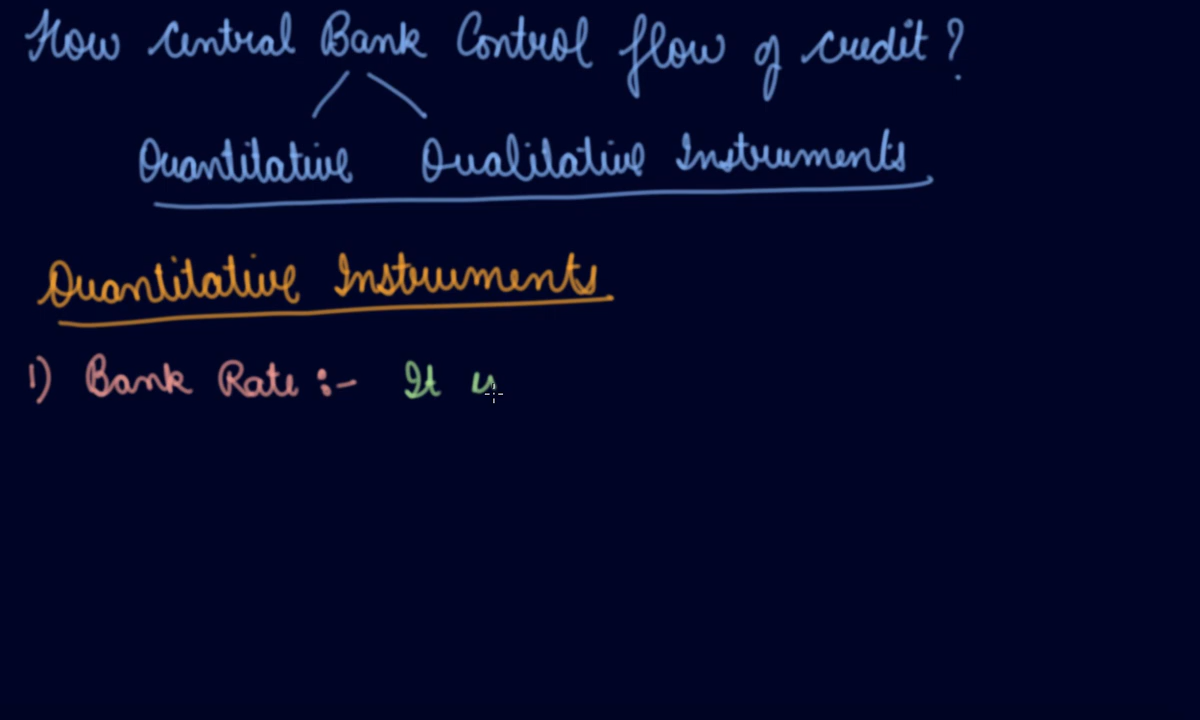 How Central Bank Control flow of credit?
Quantitative Qualitative Instruments
Quantitative Instruments
1) Bank Rate :- It